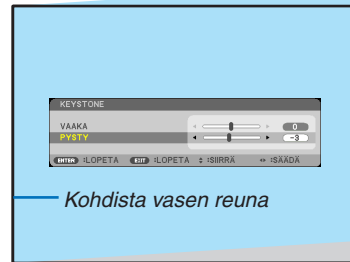 KEYSTONE
VAAKA 0
PYSTY -3
ENTER :LOPETA EXIT :LOPETA ↕ :SIIRRÄ ↔ :SÄÄDÄ
Kohdista vasen reuna